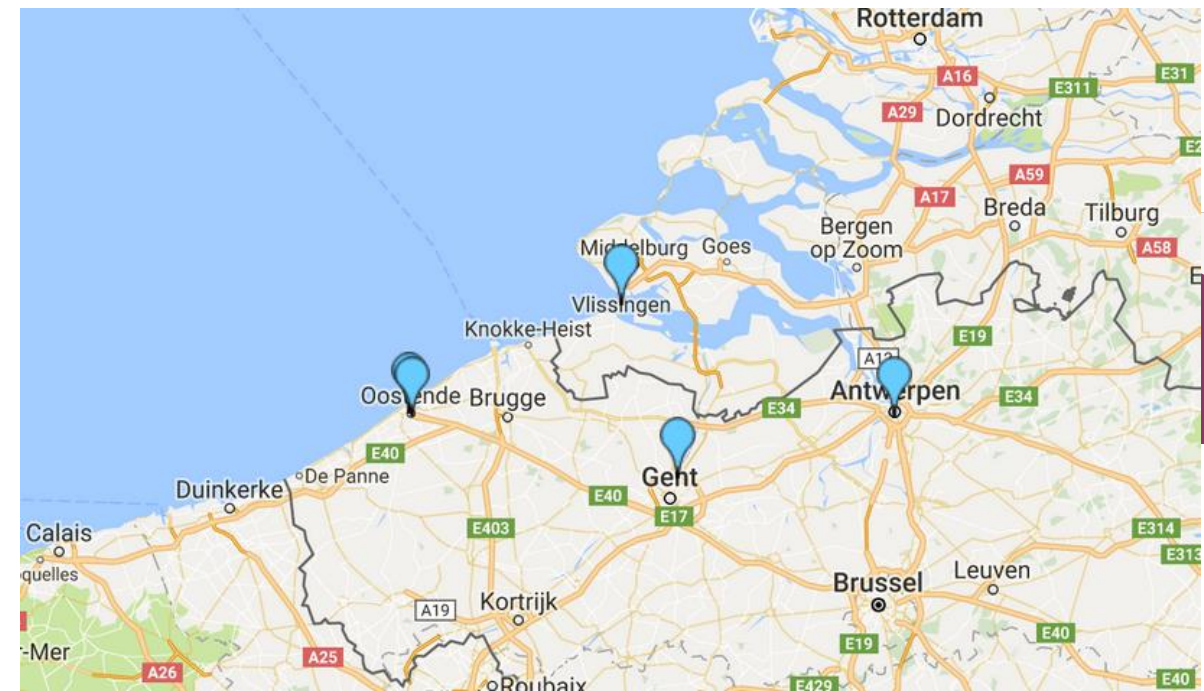 Rotterdam
A16
E31
E311
A29
Dordrecht
A59
A17
Breda
Tilburg
Bergen
op Zoom
A58
Middelburg
Goes
Vlissingen
Knokke-Heist
E19
Oostende
Brugge
Antwerpen
E34
E34
E40
De Panne
Gent
Duinkerke
E40
E17
E403
E314
E313
Calais
quelles
Brussel
Leuven
A19
Kortrijk
E40
E19
-Mer
A25
A26
Roubaix
E429
E40